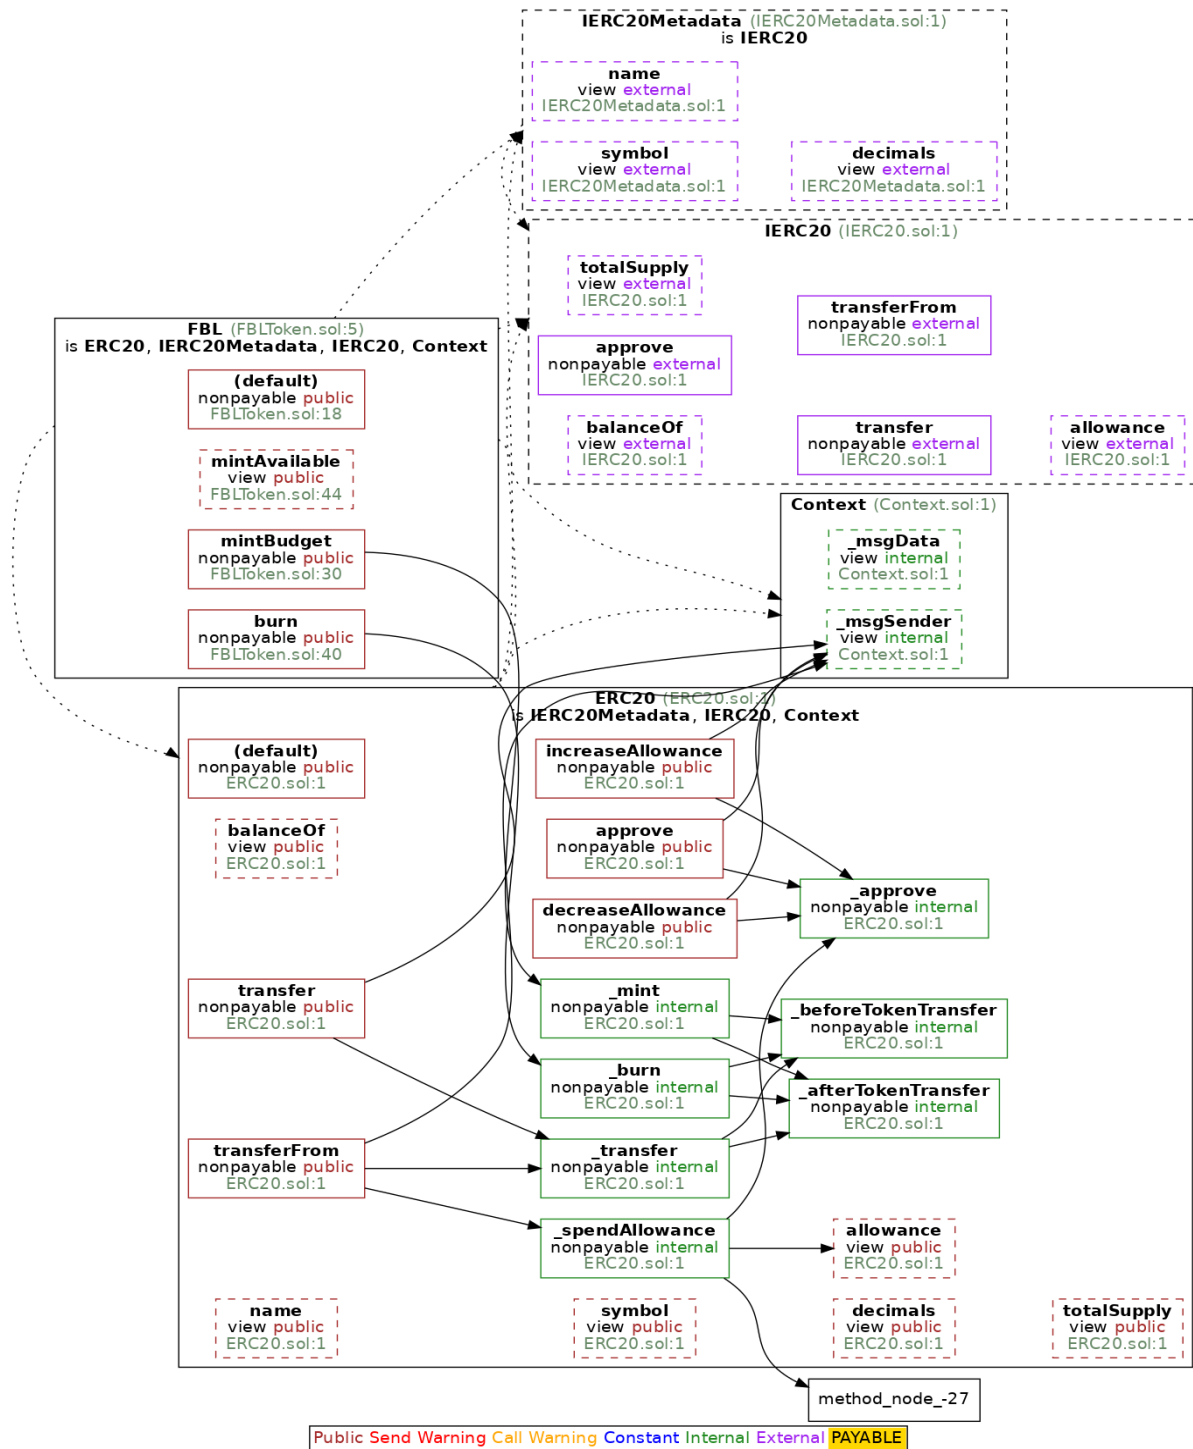 IERC20Metadata (IERC20Metadata.sol:1)
is IERC20
name
view external
IERC20Metadata.sol:1
symbol
view external
IERC20Metadata.sol:1
decimals
view external
IERC20Metadata.sol:1
IERC20 (IERC20.sol:1)
totalSupply
view external
IERC20.sol:1
transferFrom
nonpayable external
IERC20.sol:1
approve
nonpayable external
IERC20.sol:1
balanceOf
view external
IERC20.sol:1
transfer
nonpayable external
IERC20.sol:1
allowance
view external
IERC20.sol:1
FBL (FBLToken.sol:5)
is ERC20, IERC20Metadata, IERC20, Context
(default)
nonpayable public
FBLToken.sol:18
mintAvailable
view public
FBLToken.sol:44
mintBudget
nonpayable public
FBLToken.sol:30
burn
nonpayable public
FBLToken.sol:40
Context (Context.sol:1)
_msgData
view internal
Context.sol:1
_msgSender
view internal
Context.sol:1
ERC20 (ERC20.sol:1)
is IERC20Metadata, IERC20, Context
(default)
nonpayable public
ERC20.sol:1
increaseAllowance
nonpayable public
ERC20.sol:1
balanceOf
view public
ERC20.sol:1
approve
nonpayable public
ERC20.sol:1
_approve
nonpayable internal
ERC20.sol:1
decreaseAllowance
nonpayable public
ERC20.sol:1
transfer
nonpayable public
ERC20.sol:1
_mint
nonpayable internal
ERC20.sol:1
_beforeTokenTransfer
nonpayable internal
ERC20.sol:1
_burn
nonpayable internal
ERC20.sol:1
_afterTokenTransfer
nonpayable internal
ERC20.sol:1
transferFrom
nonpayable public
ERC20.sol:1
_transfer
nonpayable internal
ERC20.sol:1
_spendAllowance
nonpayable internal
ERC20.sol:1
allowance
view public
ERC20.sol:1
name
view public
ERC20.sol:1
symbol
view public
ERC20.sol:1
decimals
view public
ERC20.sol:1
totalSupply
view public
ERC20.sol:1
method_node_-27
Public Send Warning Call Warning Constant Internal External PAYABLE